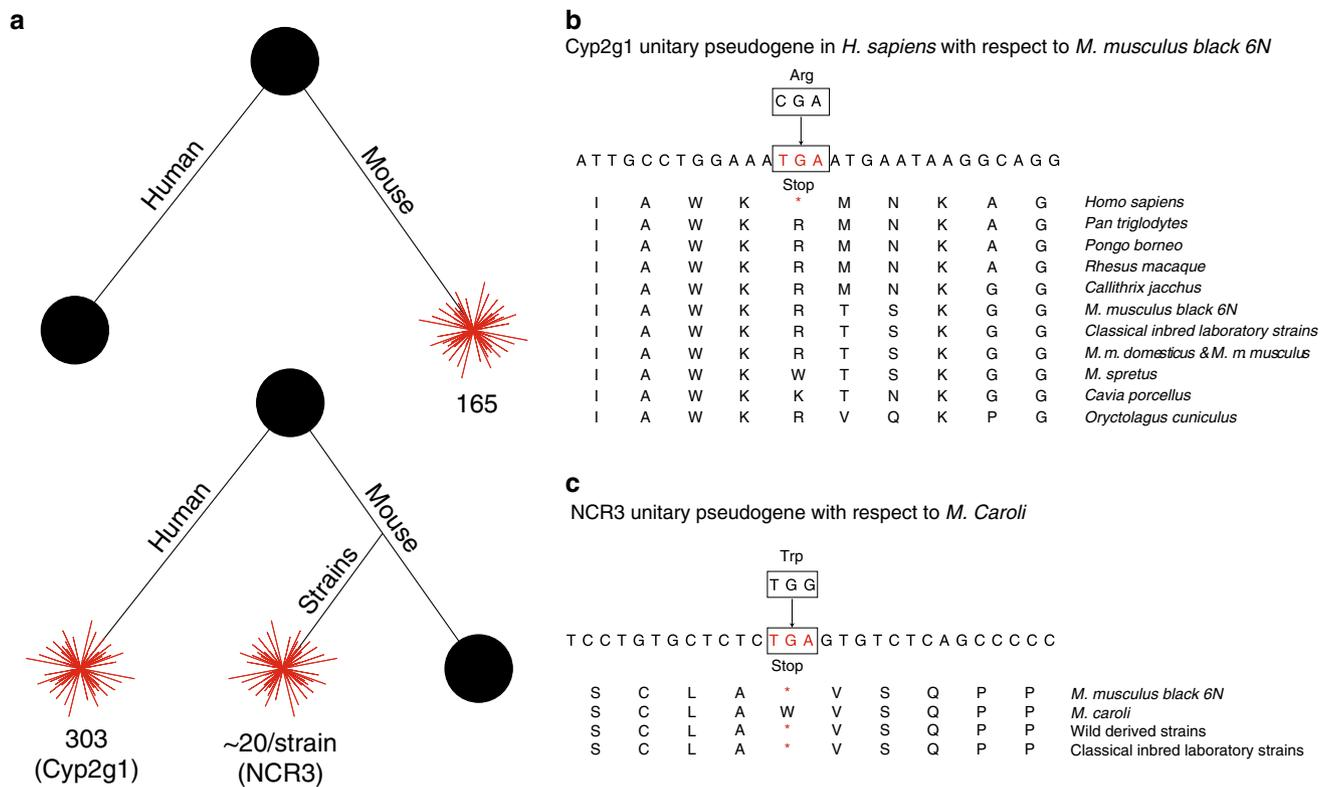 a
Human
Mouse
165
Human
Mouse
Strains
303
(Cyp2g1)
~20/strain
(NCR3)
b
Cyp2g1 unitary pseudogene in H. sapiens with respect to M. musculus black 6N
Arg
C G A
A T T G C C T G G A A A T G A A T G A A T A A G G C A G G
Stop
I A W K * M N K A G Homo sapiens
I A W K R M N K A G Pan triglodytes
I A W K R M N K A G Pongo borneo
I A W K R M N K A G Rhesus macaque
I A W K R M N K G G Callithrix jacchus
I A W K R T S K G G M. musculus black 6N
I A W K R T S K G G Classical inbred laboratory strains
I A W K R T S K G G M. m. domesticus & M. m musculus
I A W K W T S K G G M. spretus
I A W K K T N K G G Cavia porcellus
I A W K R V Q K P G Oryctolagus cuniculus
c
NCR3 unitary pseudogene with respect to M. Caroli
Trp
T G G
T C C T G T G C T C T C T G A G T G T C T C A G C C C C C
Stop
S C L A * V S Q P P M. musculus black 6N
S C L A W V S Q P P M. caroli
S C L A * V S Q P P Wild derived strains
S C L A * V S Q P P Classical inbred laboratory strains